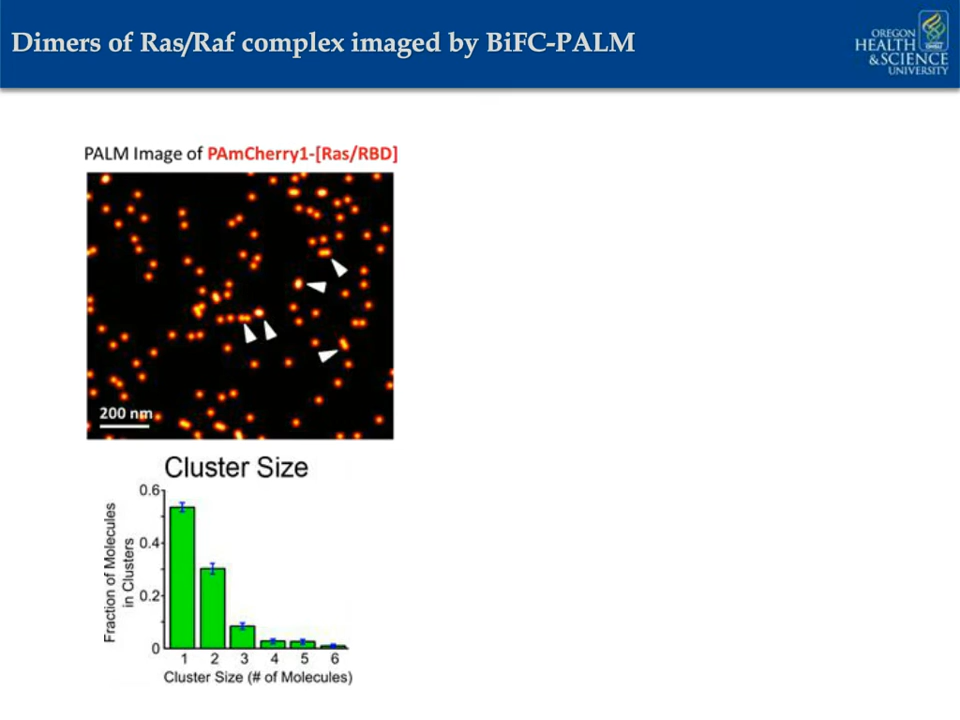 Dimers of Ras/Raf complex imaged by BiFC-PALM
OREGON
HEALTH
& SCIENCE
UNIVERSITY
PALM Image of PAmCherry1-[Ras/RBD]
200 nm
Cluster Size
Fraction of Molecules
in Clusters
0.6
0.4
0.2
0
1 2 3 4 5 6
Cluster Size (# of Molecules)